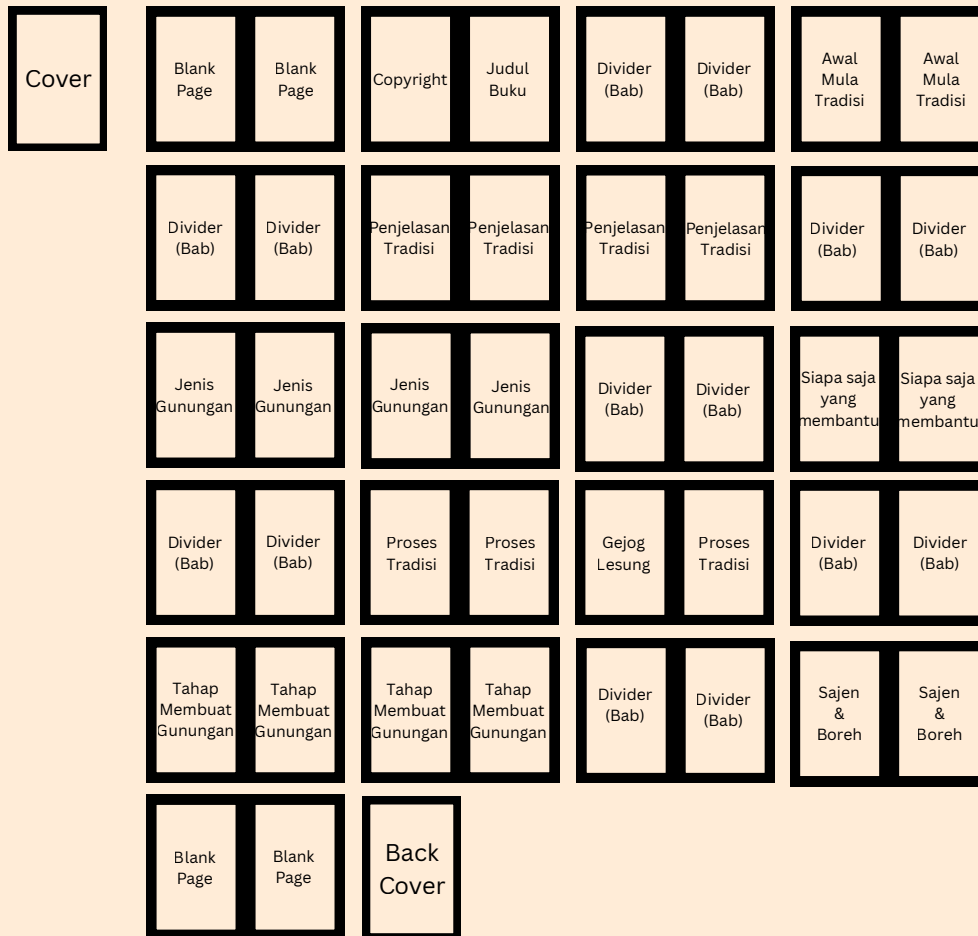 Cover
Blank
Page
Blank
Page
Copyright
Judul
Buku
Divider
(Bab)
Divider
(Bab)
Awal
Mula
Tradisi
Awal
Mula
Tradisi
Divider
(Bab)
Divider
(Bab)
Penjelasan
Tradisi
Penjelasan
Tradisi
Penjelasan
Tradisi
Penjelasan
Tradisi
Divider
(Bab)
Divider
(Bab)
Jenis
Gunungan
Jenis
Gunungan
Jenis
Gunungan
Jenis
Gunungan
Divider
(Bab)
Divider
(Bab)
Siapa saja
yang
membantu
Siapa saja
yang
membantu
Divider
(Bab)
Divider
(Bab)
Proses
Tradisi
Proses
Tradisi
Gejog
Lesung
Proses
Tradisi
Divider
(Bab)
Divider
(Bab)
Tahap
Membuat
Gunungan
Tahap
Membuat
Gunungan
Tahap
Membuat
Gunungan
Tahap
Membuat
Gunungan
Divider
(Bab)
Divider
(Bab)
Sajen
&
Boreh
Sajen
&
Boreh
Blank
Page
Blank
Page
Back
Cover